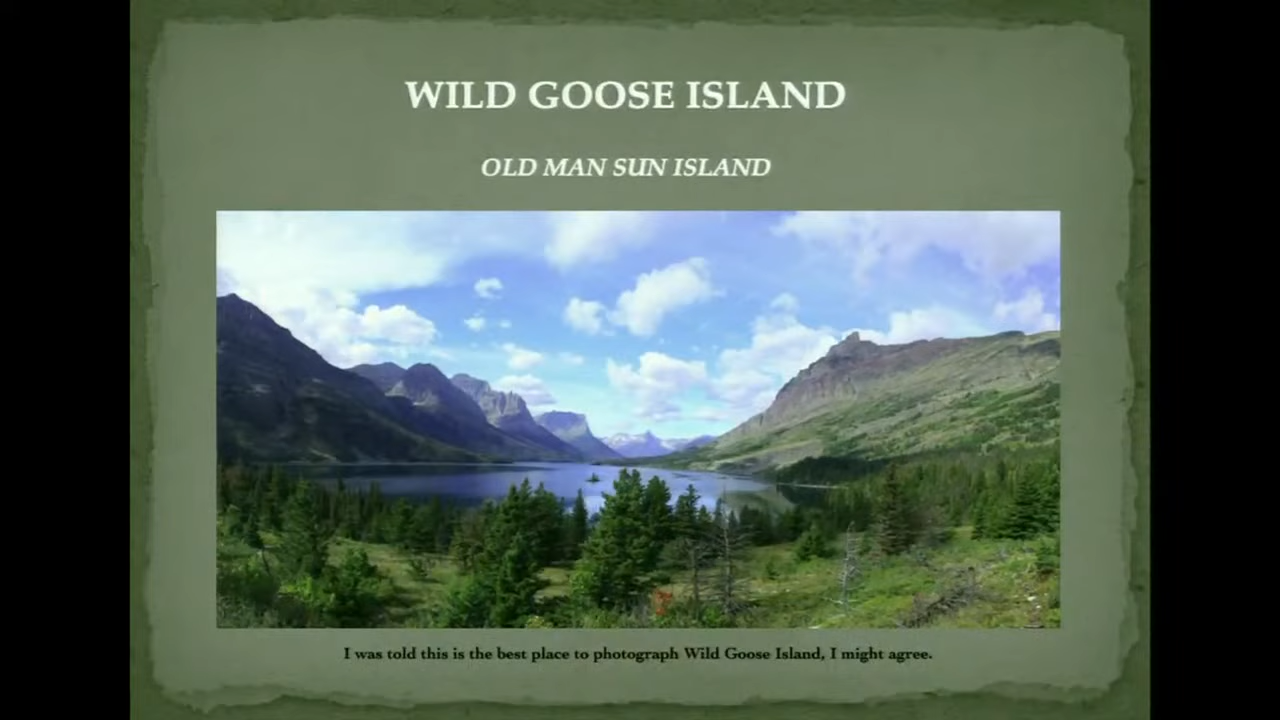 WILD GOOSE ISLAND
OLD MAN SUN ISLAND
I was told this is the best place to photograph Wild Goose Island, I might agree.